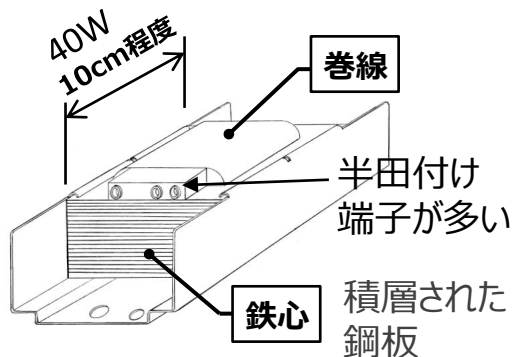 40W
10cm程度
巻線
半田付け
端子が多い
鉄心
積層された
鋼板